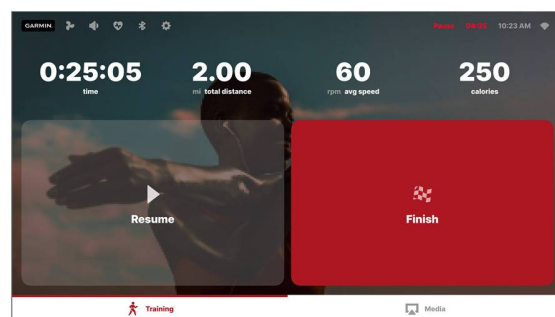 GARMIN
Pause
10:23 AM
0:25:05
2.00
60
250
time
mi total distance
rpm avg speed
calories
Resume
Finish
Training
Media